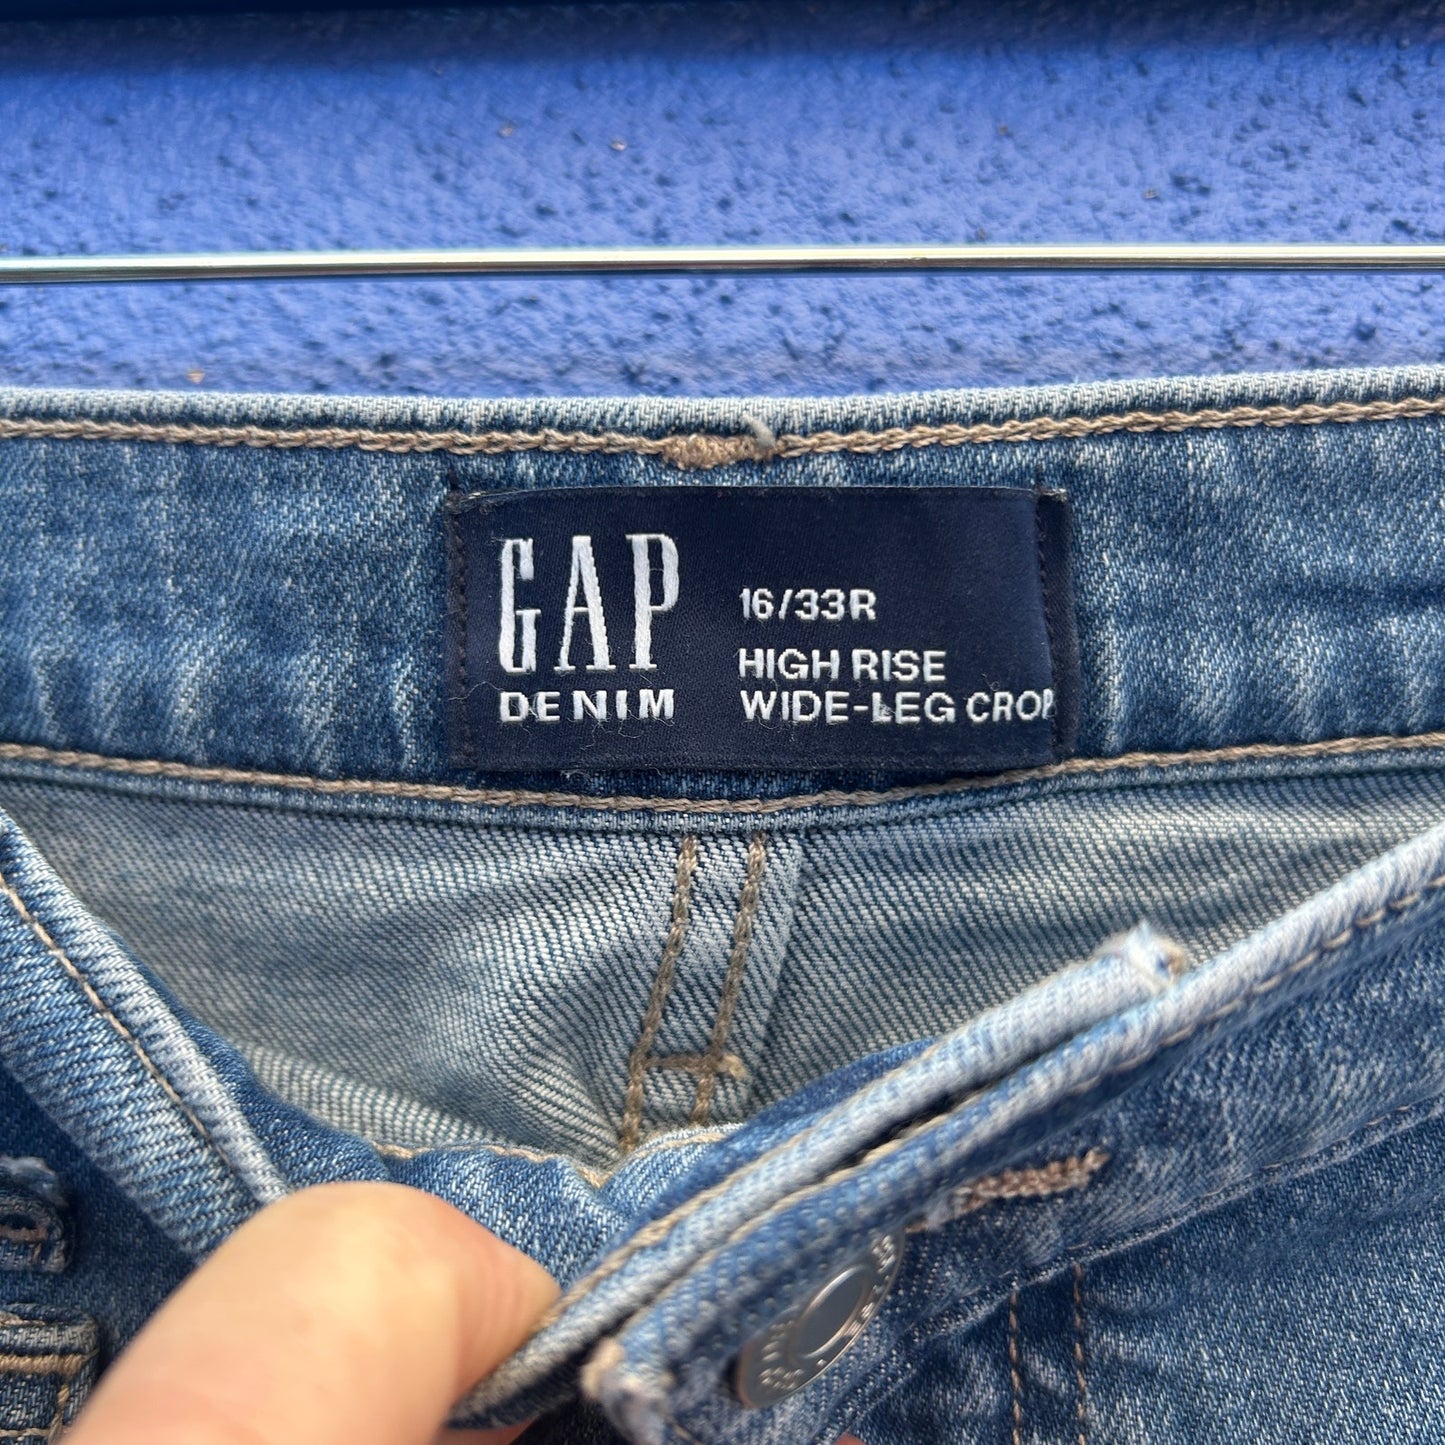 GAP
DENIM
16/33R
HIGH RISE
WIDE-LEG CROP